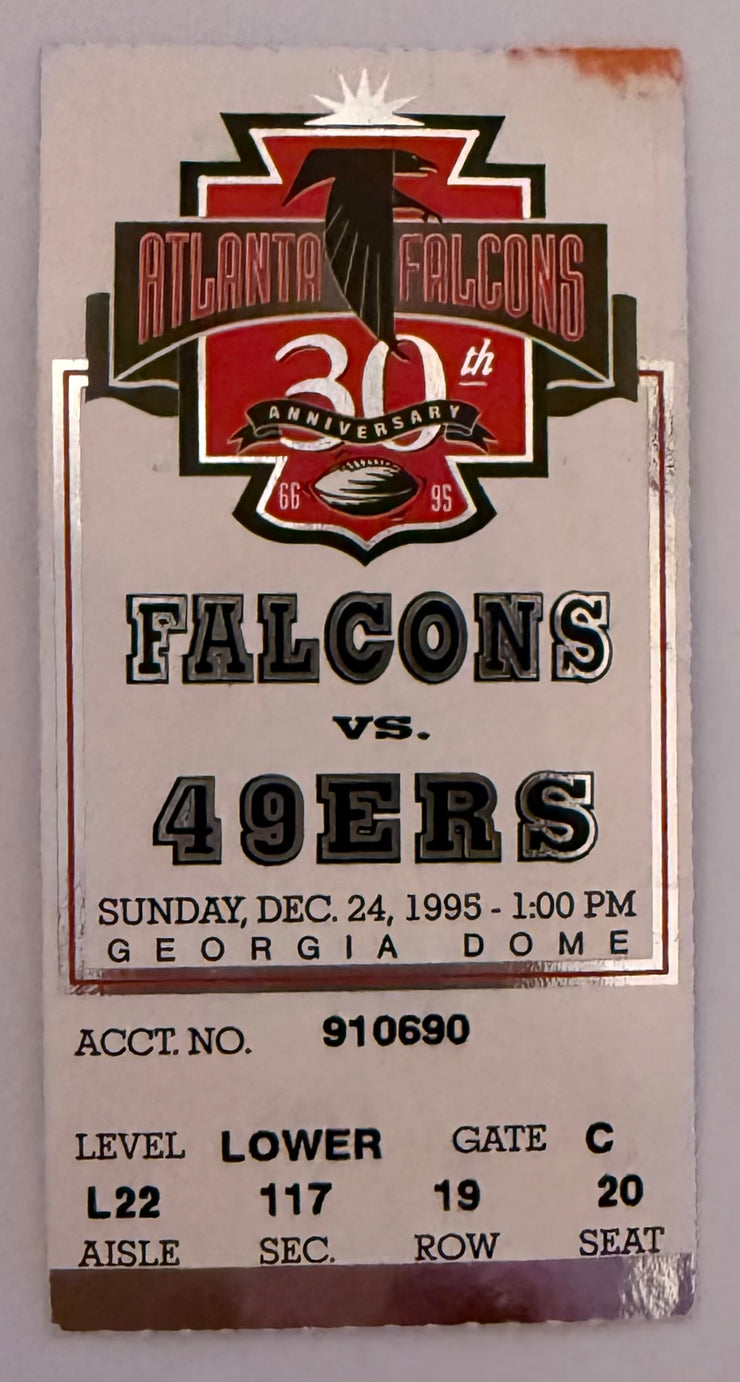 ATLANTA FALCONS
30th
ANNIVERSARY
66 95
FALCONS
vs.
49ERS
SUNDAY, DEC. 24, 1995 - 1:00 PM
GEORGIA DOME
ACCT. NO. 910690
LEVEL LOWER GATE C
L22 117 19 20
AISLE SEC. ROW SEAT